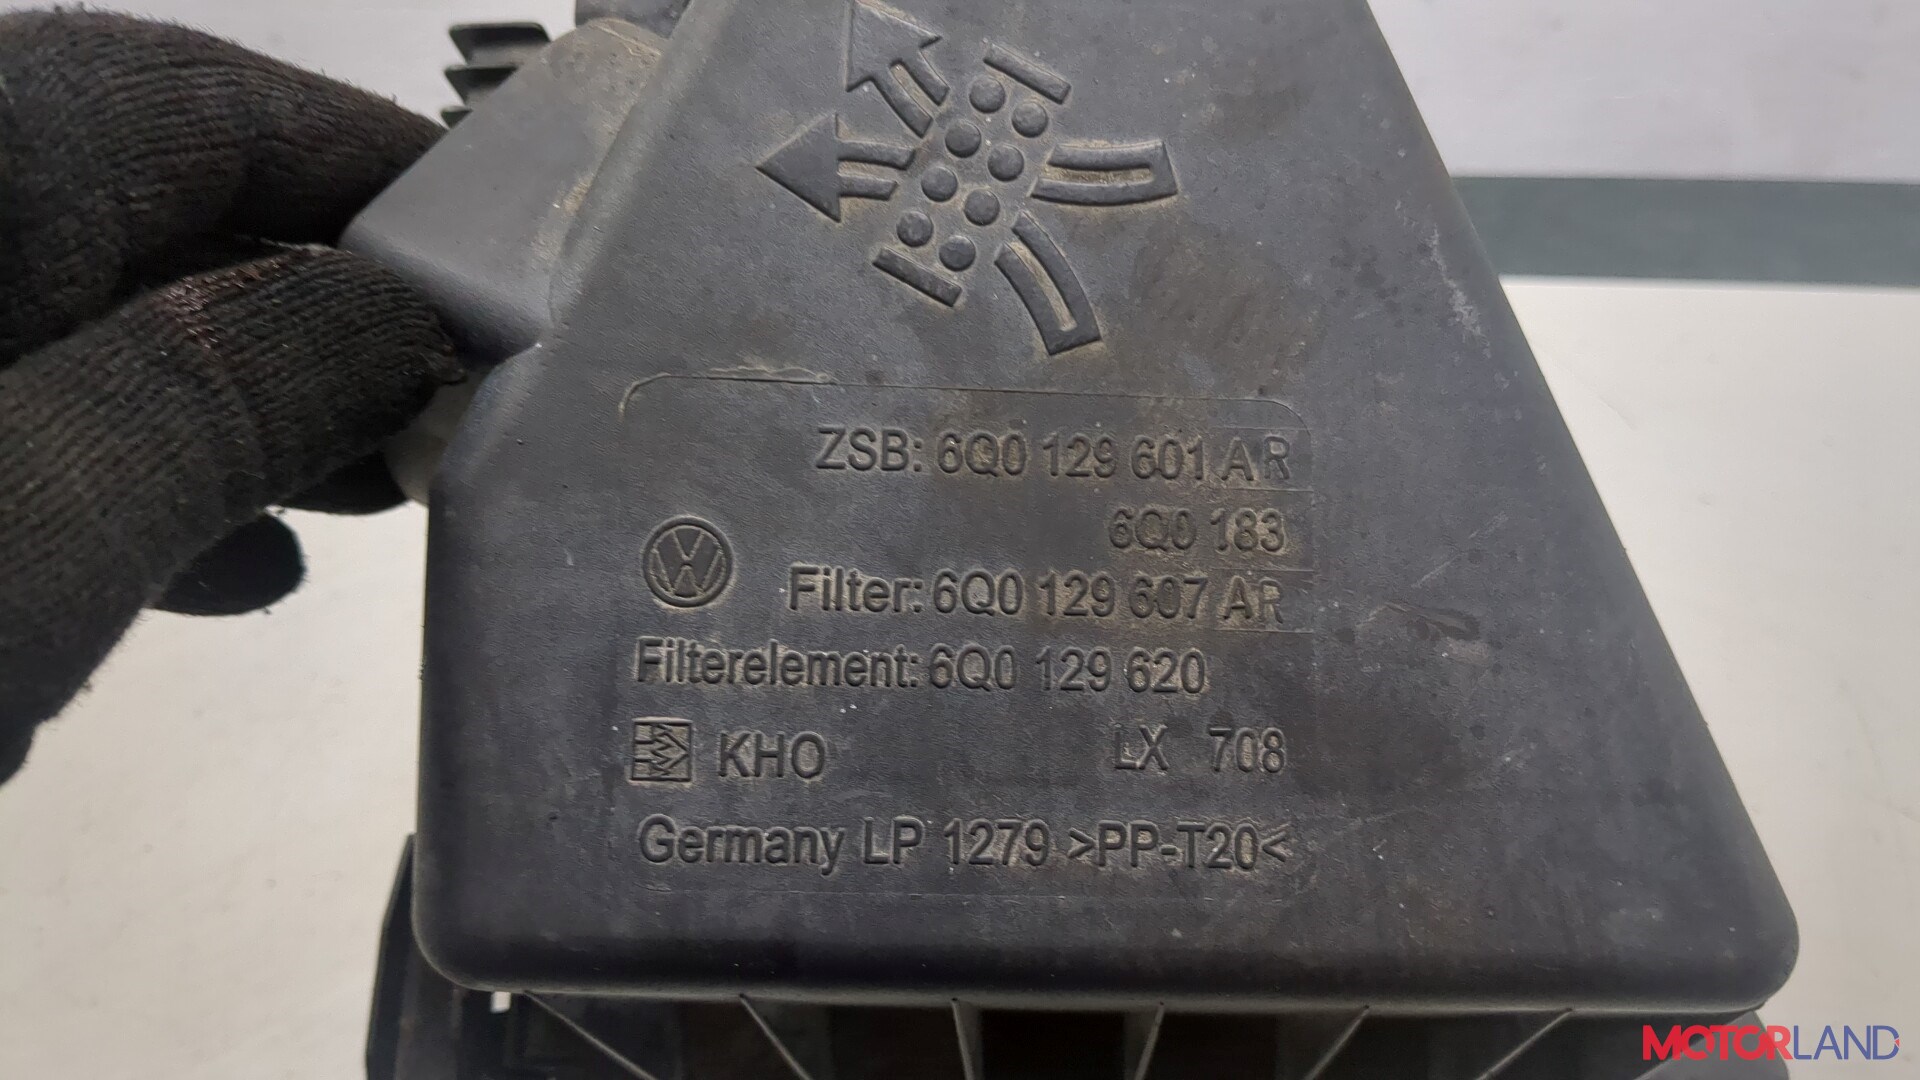 ZSB: 6Q0 129 601 AR
6Q0 183
Filter: 6Q0 129 607 AR
Filterelement: 6Q0 129 620
KHO LX 708
Germany LP 1279 >PP-T20<
MOTORLAND